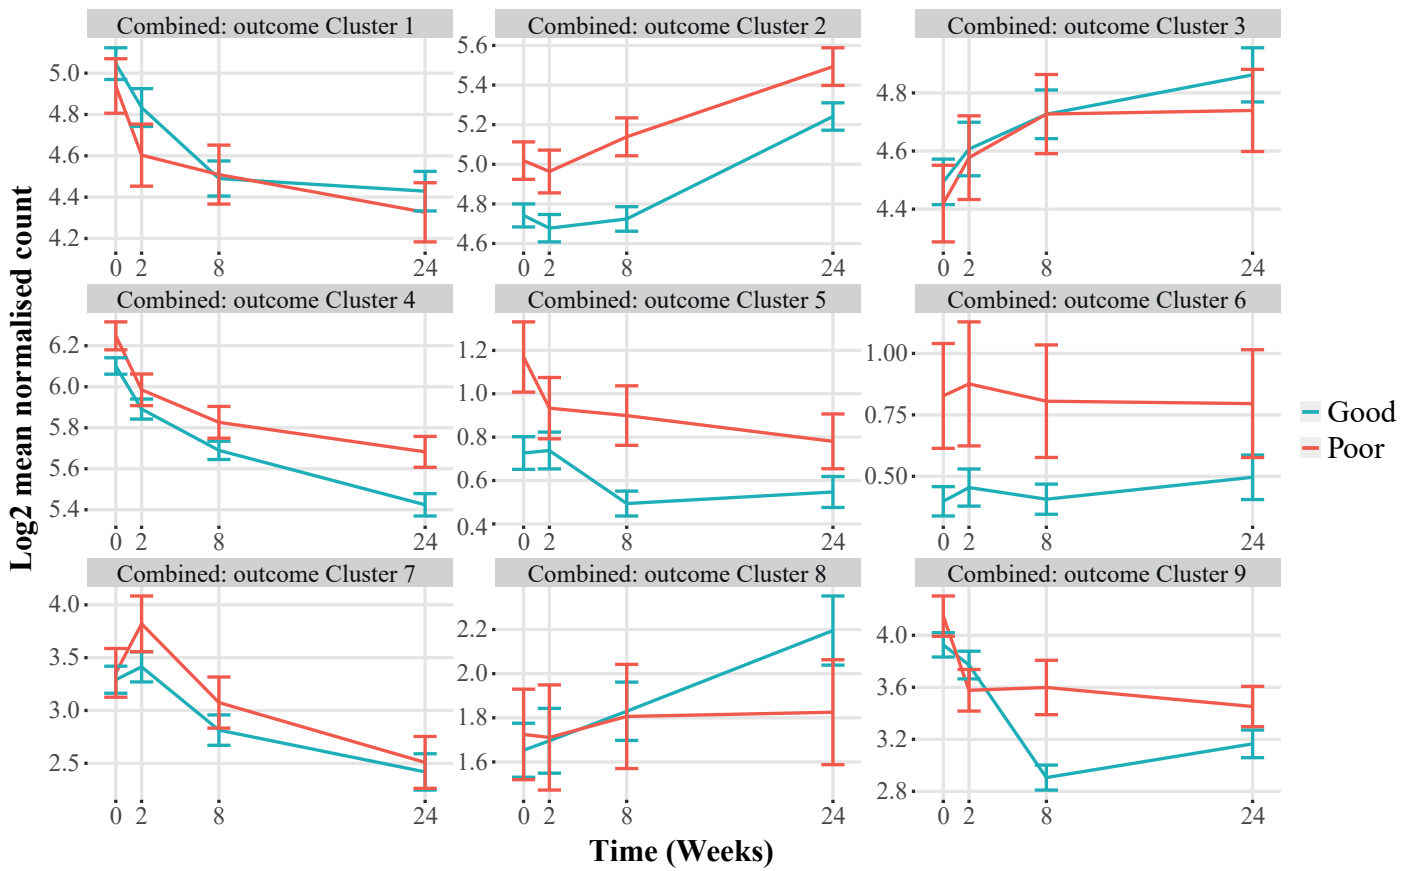 Combined: outcome Cluster 1
Combined: outcome Cluster 2
Combined: outcome Cluster 3
5.0
4.8
4.6
4.4
4.2
0 2 8 24
5.6
5.4
5.2
5.0
4.8
4.6
0 2 8 24
4.8
4.6
4.4
0 2 8 24
Combined: outcome Cluster 4
Combined: outcome Cluster 5
Combined: outcome Cluster 6
6.2
6.0
5.8
5.6
5.4
0 2 8 24
1.2
1.0
0.8
0.6
0.4
0 2 8 24
1.00
0.75
0.50
0 2 8 24
Combined: outcome Cluster 7
Combined: outcome Cluster 8
Combined: outcome Cluster 9
4.0
3.5
3.0
2.5
0 2 8 24
2.2
2.0
1.8
1.6
0 2 8 24
4.0
3.6
3.2
2.8
0 2 8 24
Log2 mean normalised count
Time (Weeks)
Good
Poor